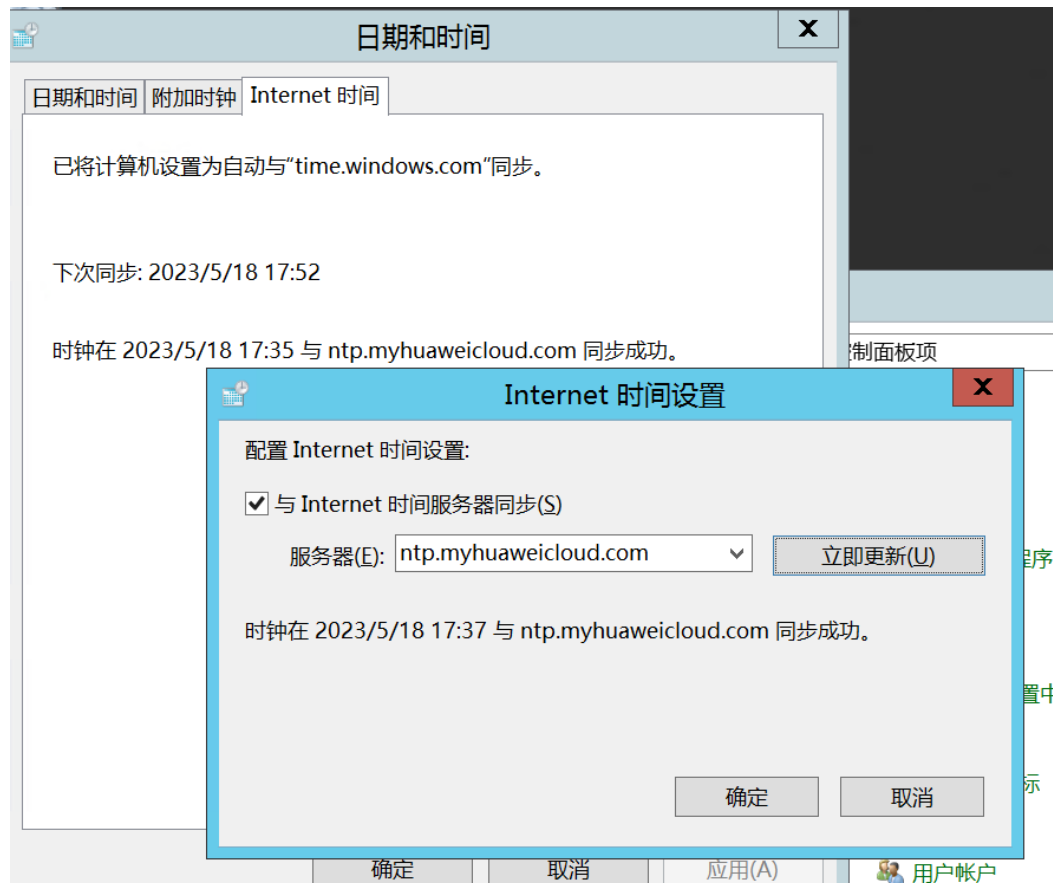 日期和时间
日期和时间 附加时钟 Internet 时间
已将计算机设置为自动与“time.windows.com”同步。
下次同步: 2023/5/18 17:52
时钟在 2023/5/18 17:35 与 ntp.myhuaweicloud.com 同步成功。
制面板项
Internet 时间设置
配置 Internet 时间设置:
与 Internet 时间服务器同步(S)
服务器(E): ntp.myhuaweicloud.com 立即更新(U)
程序
时钟在 2023/5/18 17:37 与 ntp.myhuaweicloud.com 同步成功。
置中
标
确定 取消
确定 取消 应用(A)
用户帐户